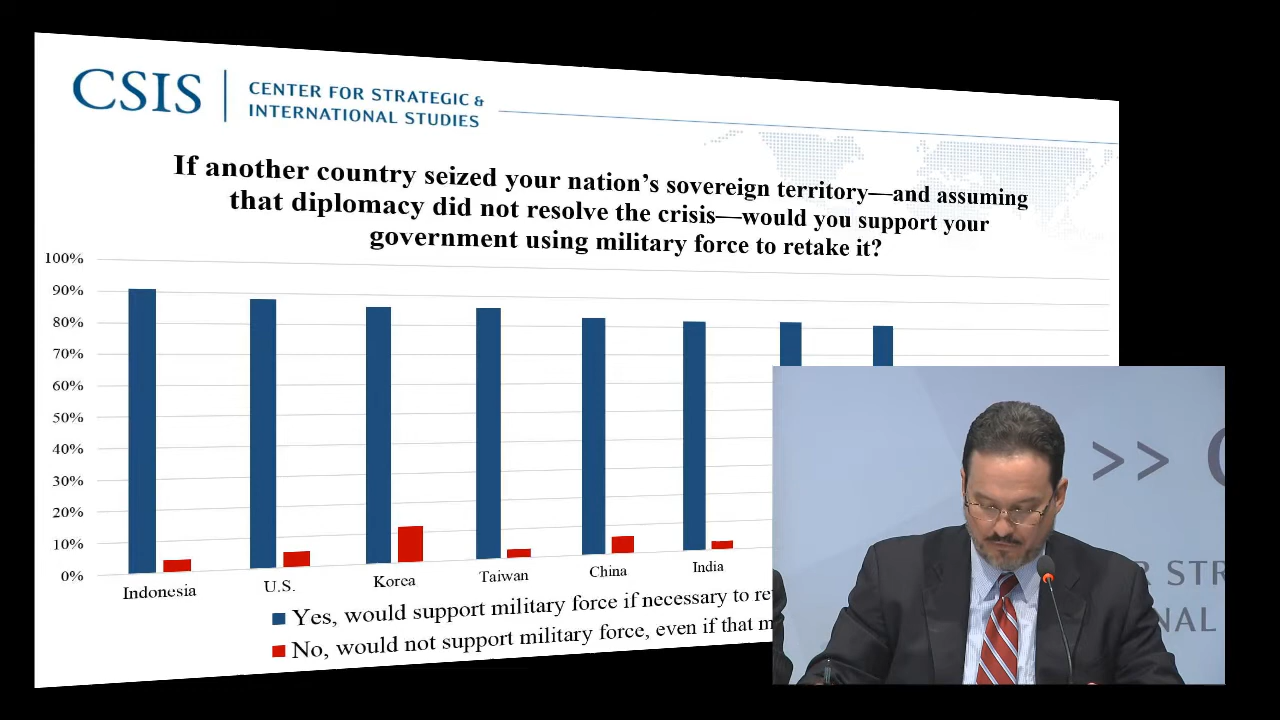 CSIS
CENTER FOR STRATEGIC &
INTERNATIONAL STUDIES
If another country seized your nation’s sovereign territory—and assuming
that diplomacy did not resolve the crisis—would you support your
government using military force to retake it?
100%
90%
80%
70%
60%
50%
40%
30%
20%
10%
0%
Indonesia
U.S.
Korea
Taiwan
China
India
Yes, would support military force if necessary to
No, would not support military force, even if that
>>